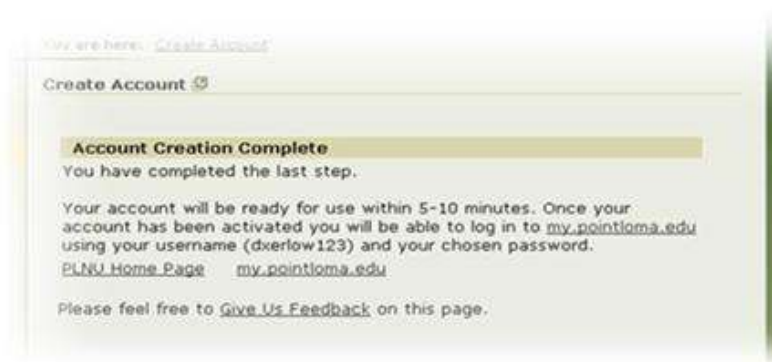 You are here: Create Account
Create Account
Account Creation Complete
You have completed the last step.
Your account will be ready for use within 5-10 minutes. Once your
account has been activated you will be able to log in to my.pointloma.edu
using your username (dxerlow123) and your chosen password.
PLNU Home Page my.pointloma.edu
Please feel free to Give Us Feedback on this page.